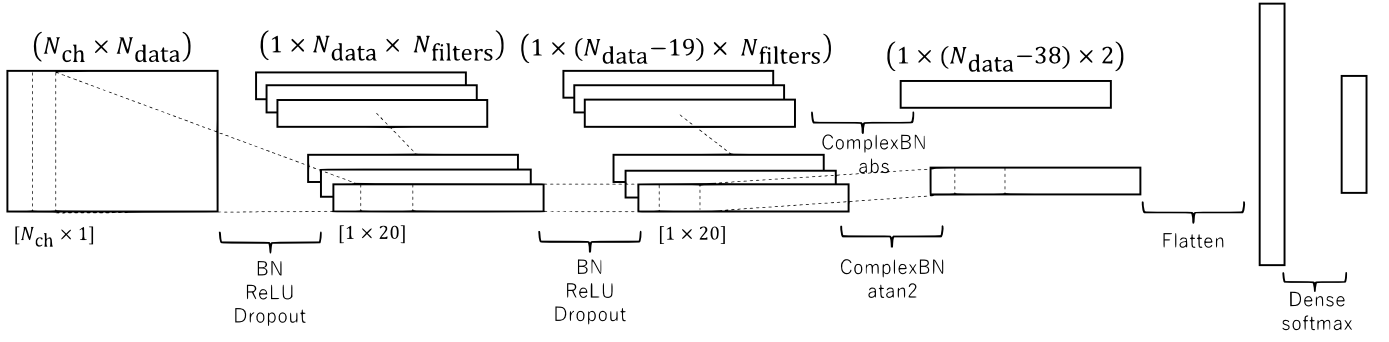 (N_ch × N_data)
(1 × N_data × N_filters)
(1 × (N_data−19) × N_filters)
(1 × (N_data−38) × 2)
ComplexBN
abs
[N_ch × 1]
[1 × 20]
[1 × 20]
BN
ReLU
Dropout
BN
ReLU
Dropout
ComplexBN
atan2
Flatten
Dense
softmax